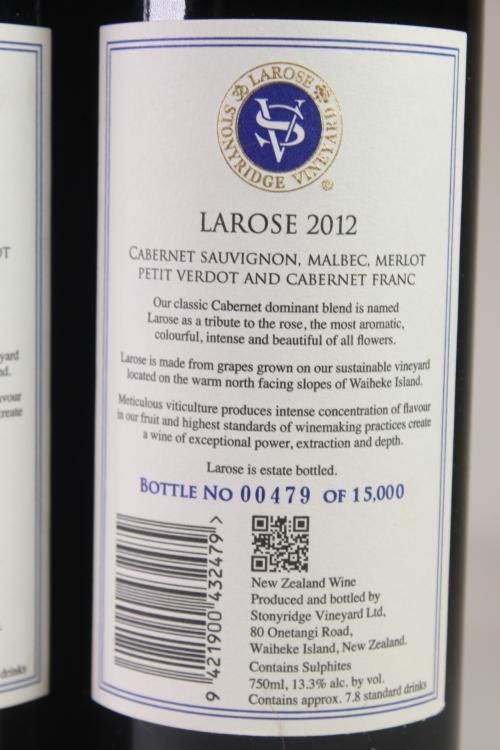 LAROSE
STONYRIDGE VINEYARD
SV
LAROSE 2012
CABERNET SAUVIGNON, MALBEC, MERLOT
PETIT VERDOT AND CABERNET FRANC
Our classic Cabernet dominant blend is named
Larose as a tribute to the rose, the most aromatic,
colourful, intense and beautiful of all flowers.
Larose is made from grapes grown on our sustainable vineyard
located on the warm north facing slopes of Waiheke Island.
Meticulous viticulture produces intense concentration of flavour
in our fruit and highest standards of winemaking practices create
a wine of exceptional power, extraction and depth.
Larose is estate bottled.
BOTTLE NO 00479 OF 15,000
9 421900 432479 >
New Zealand Wine
Produced and bottled by
Stonyridge Vineyard Ltd,
80 Onetangi Road,
Waiheke Island, New Zealand.
Contains Sulphites
750ml, 13.3% alc. by vol.
Contains approx. 7.8 standard drinks